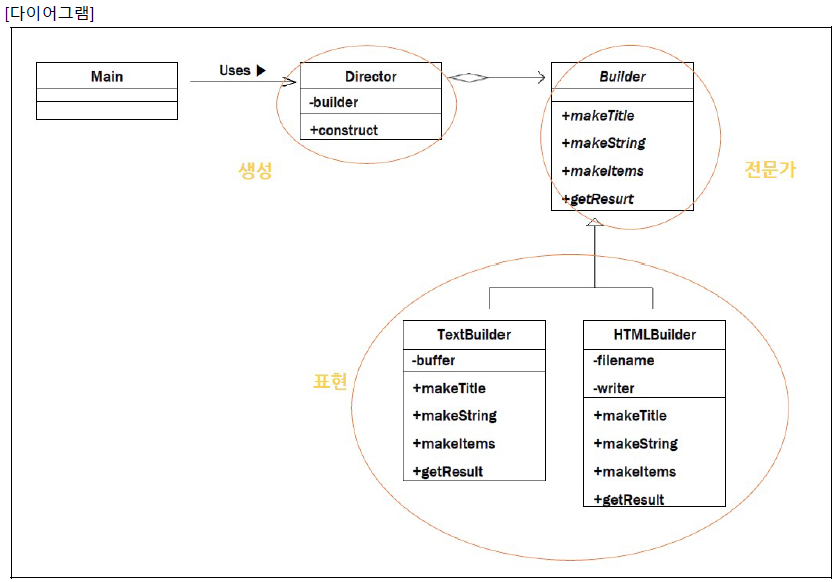 [다이어그램]
Main
Uses ▶
Director
-builder
+construct
Builder
+makeTitle
+makeString
+makeItems
+getResurt
생성
전문가
표현
TextBuilder
-buffer
+makeTitle
+makeString
+makeItems
+getResult
HTMLBuilder
-filename
-writer
+makeTitle
+makeString
+makeItems
+getResult